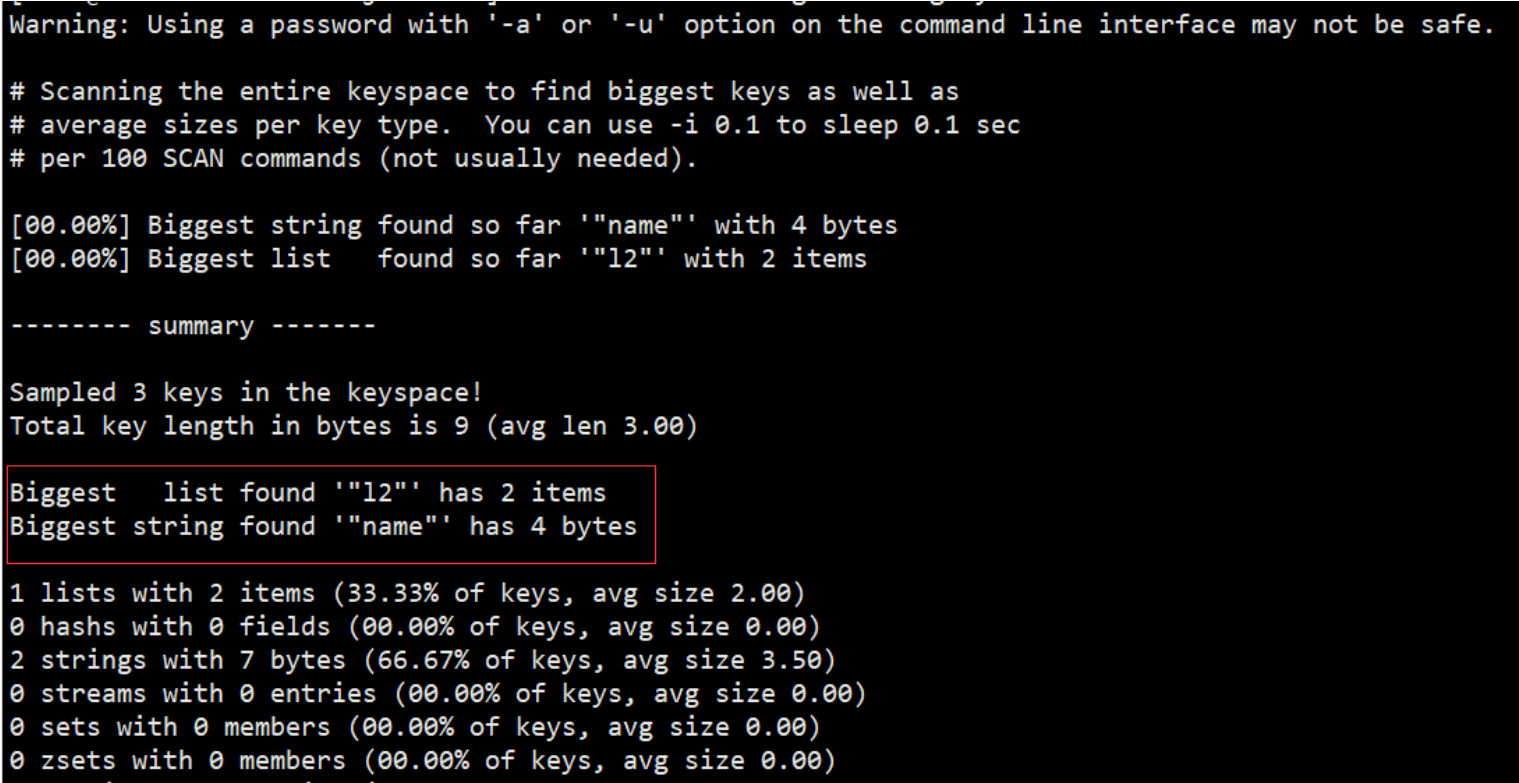 Warning: Using a password with '-a' or '-u' option on the command line interface may not be safe.
# Scanning the entire keyspace to find biggest keys as well as
# average sizes per key type.  You can use -i 0.1 to sleep 0.1 sec
# per 100 SCAN commands (not usually needed).
[00.00%] Biggest string found so far '"name"' with 4 bytes
[00.00%] Biggest list   found so far '"l2"' with 2 items
-------- summary -------
Sampled 3 keys in the keyspace!
Total key length in bytes is 9 (avg len 3.00)
Biggest   list found '"l2"' has 2 items
Biggest string found '"name"' has 4 bytes
1 lists with 2 items (33.33% of keys, avg size 2.00)
0 hashs with 0 fields (00.00% of keys, avg size 0.00)
2 strings with 7 bytes (66.67% of keys, avg size 3.50)
0 streams with 0 entries (00.00% of keys, avg size 0.00)
0 sets with 0 members (00.00% of keys, avg size 0.00)
0 zsets with 0 members (00.00% of keys, avg size 0.00)